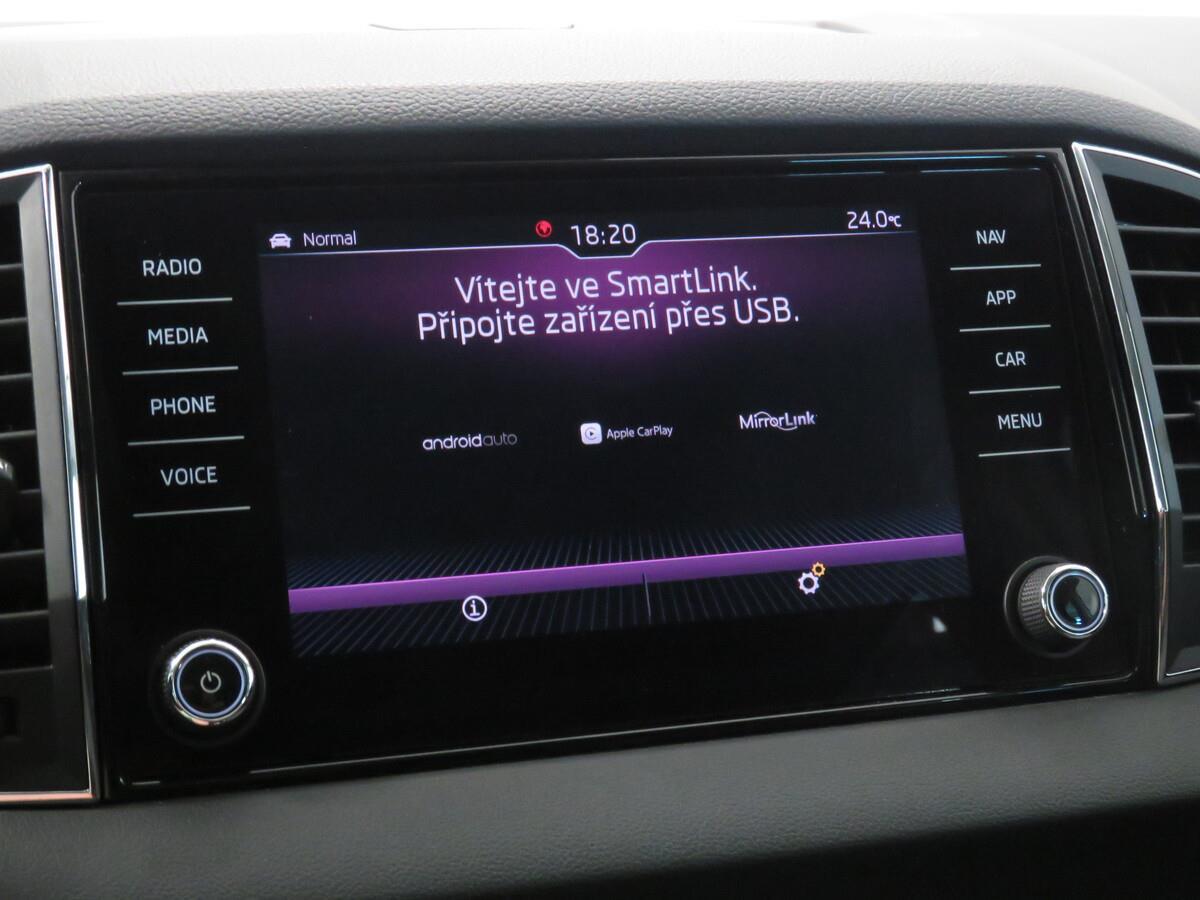 Normal
18:20
24.0°C
RADIO
MEDIA
PHONE
VOICE
Vítejte ve SmartLink.
Připojte zařízení přes USB.
androidauto
Apple CarPlay
MirrorLink
NAV
APP
CAR
MENU